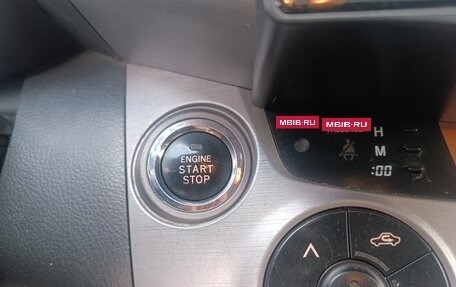 MBIB.RU
MBIB.RU
H
M
:00
ENGINE
START
STOP